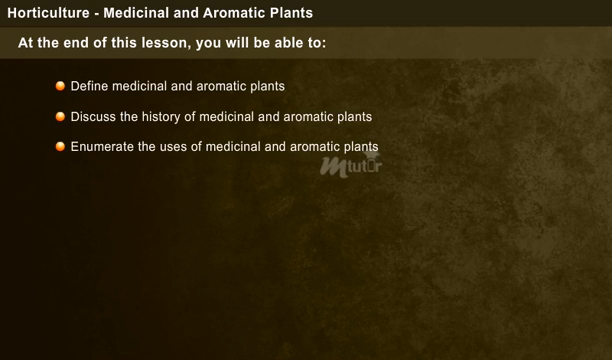 Horticulture - Medicinal and Aromatic Plants
At the end of this lesson, you will be able to:
Define medicinal and aromatic plants
Discuss the history of medicinal and aromatic plants
Enumerate the uses of medicinal and aromatic plants
Mtutor